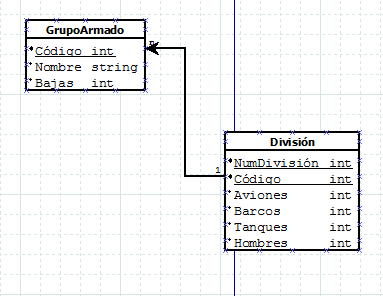 GrupoArmado
Código int
Nombre string
Bajas int
1
División
NumDivisión int
Código int
Aviones int
Barcos int
Tanques int
Hombres int